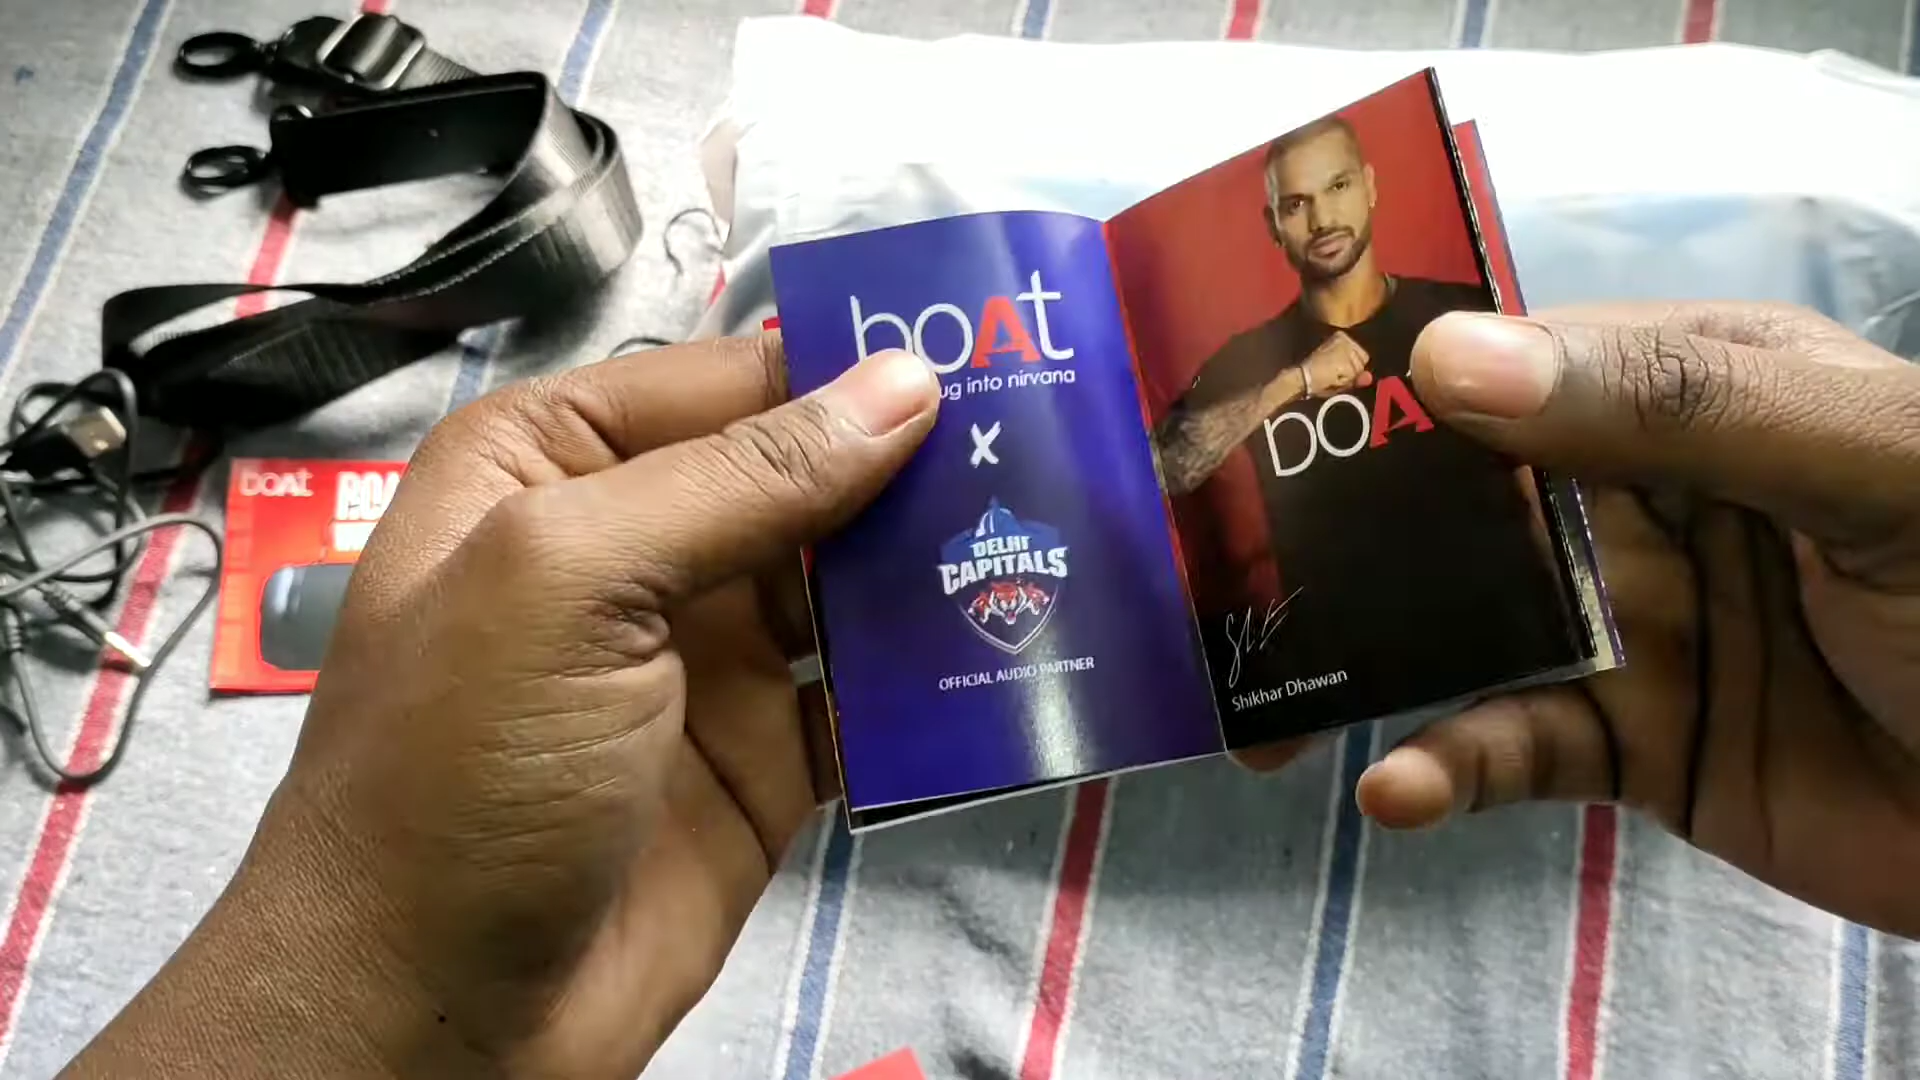 boAt
ug into nirvana
X
DELHI
CAPITALS
OFFICIAL AUDIO PARTNER
boA
Shikhar Dhawan
boAt